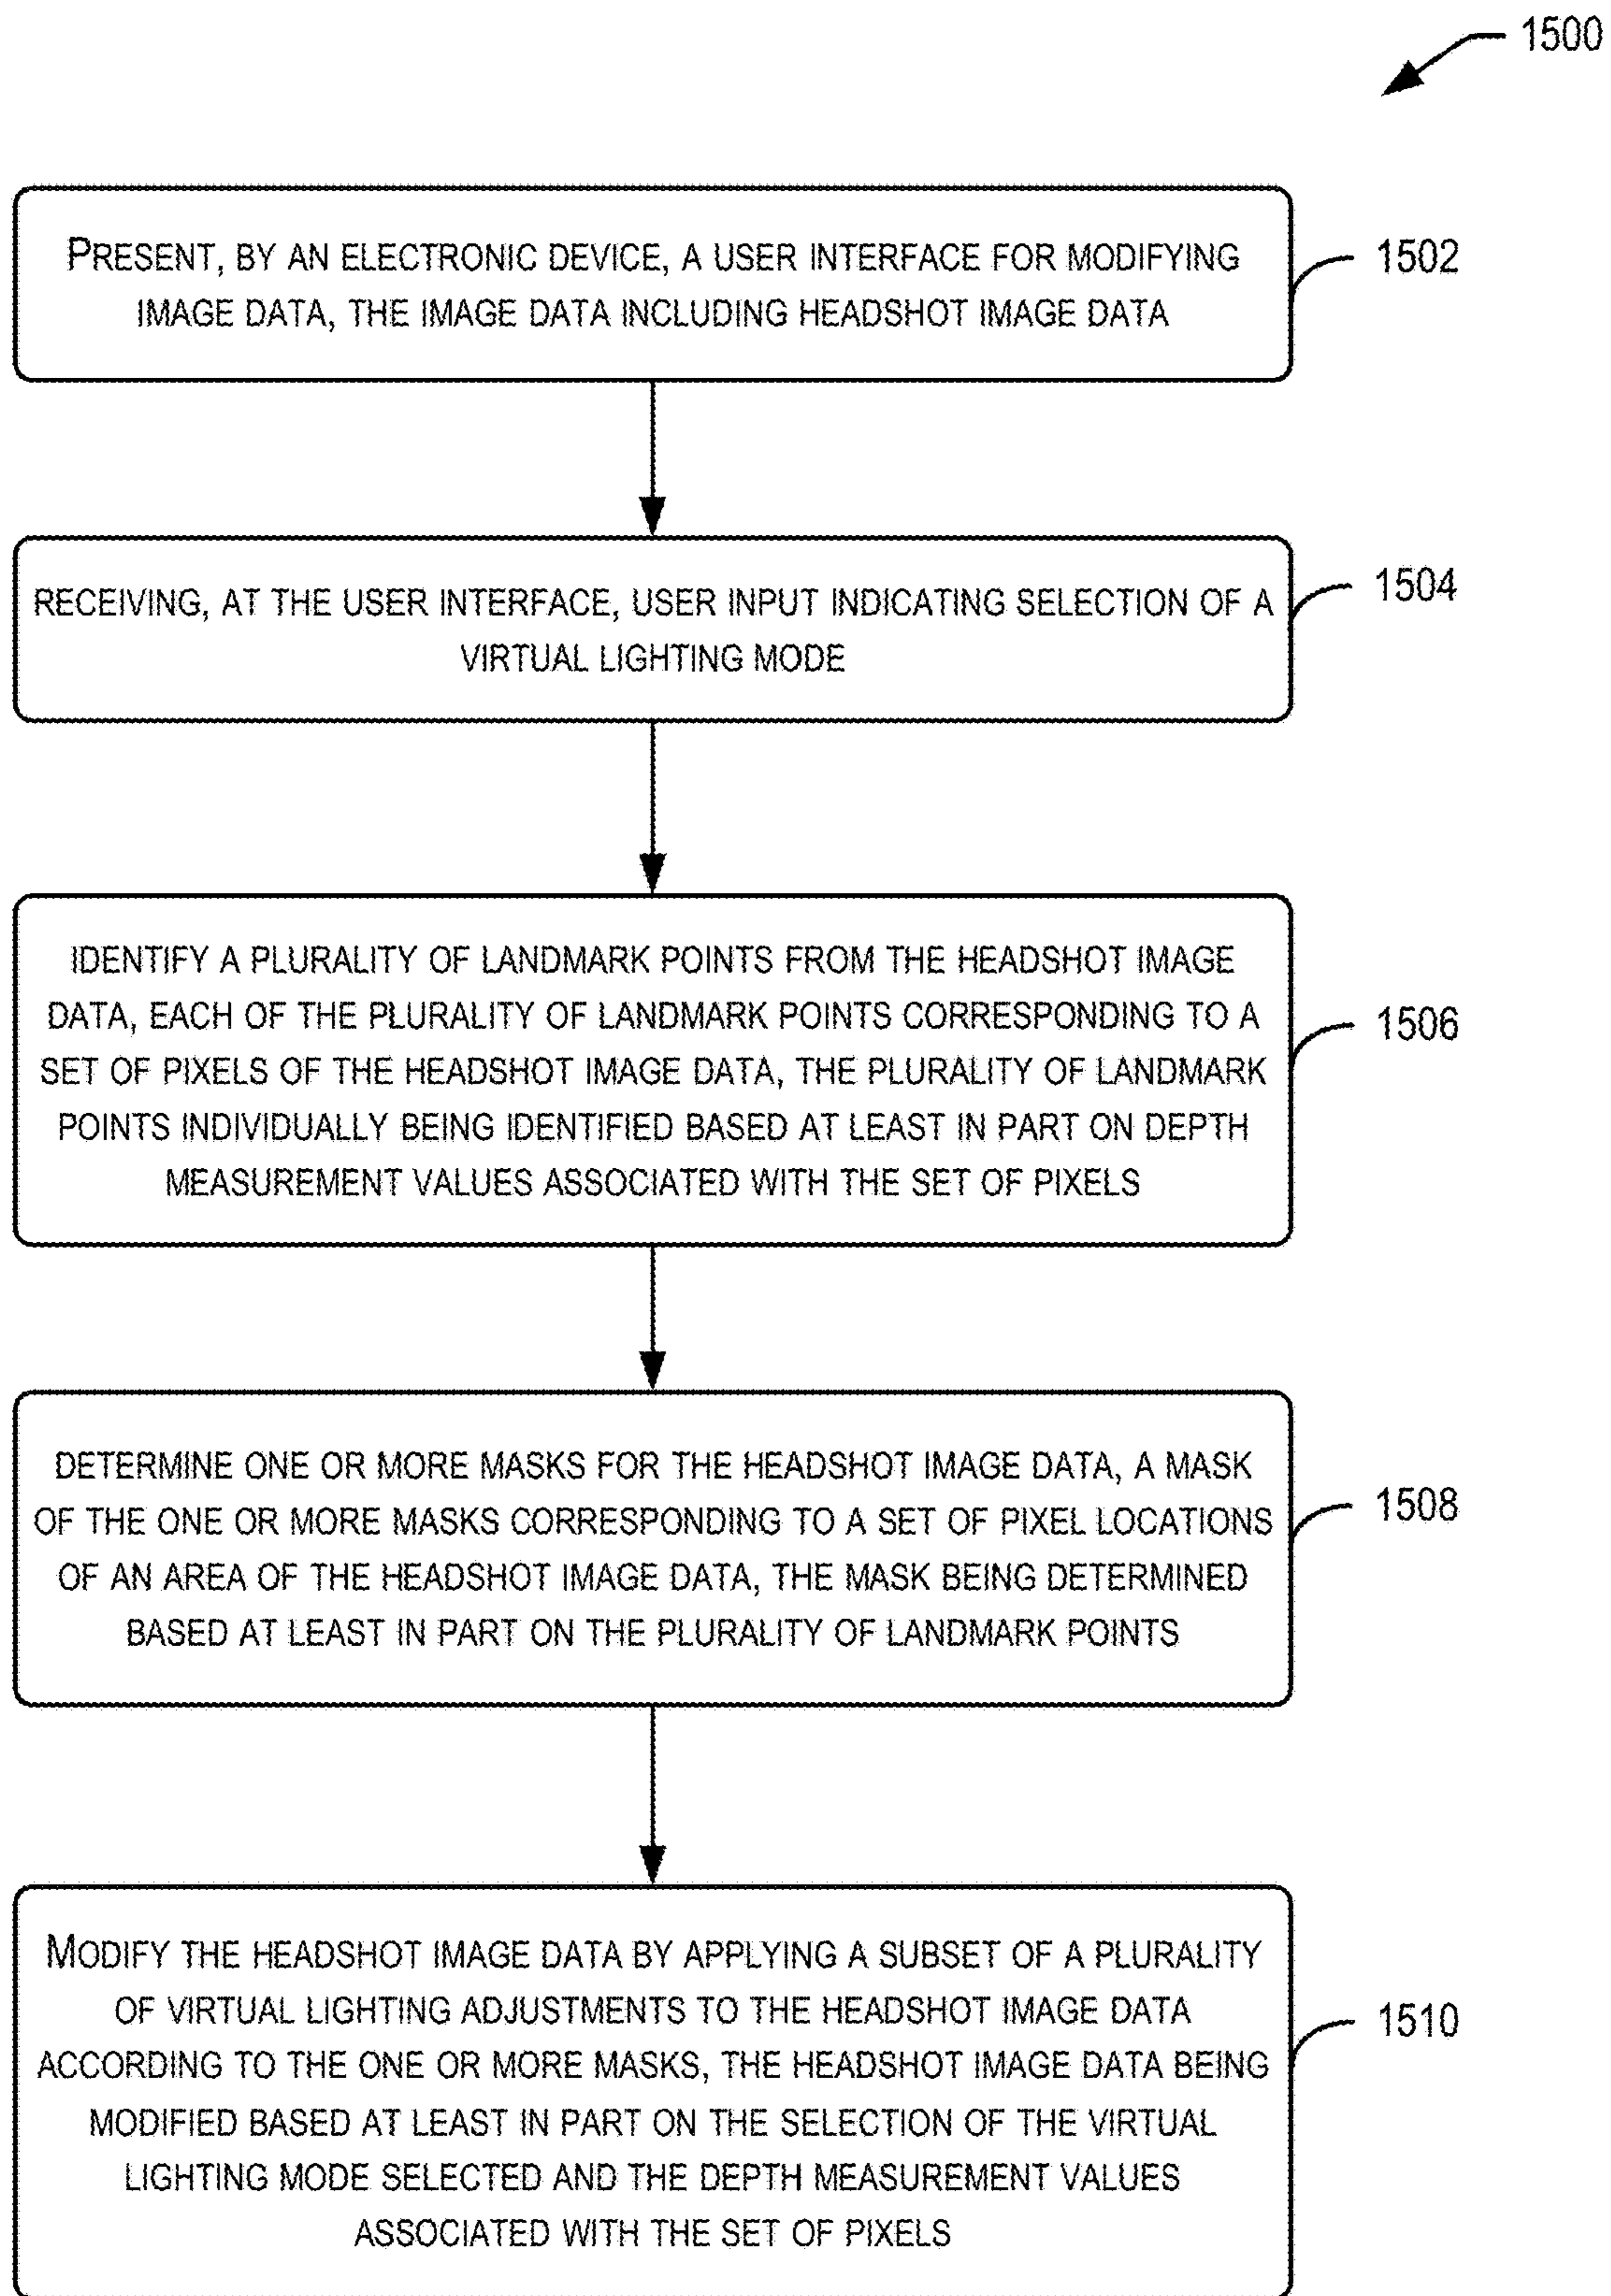 1500
PRESENT, BY AN ELECTRONIC DEVICE, A USER INTERFACE FOR MODIFYING
IMAGE DATA, THE IMAGE DATA INCLUDING HEADSHOT IMAGE DATA
1502
RECEIVING, AT THE USER INTERFACE, USER INPUT INDICATING SELECTION OF A
VIRTUAL LIGHTING MODE
1504
IDENTIFY A PLURALITY OF LANDMARK POINTS FROM THE HEADSHOT IMAGE
DATA, EACH OF THE PLURALITY OF LANDMARK POINTS CORRESPONDING TO A
SET OF PIXELS OF THE HEADSHOT IMAGE DATA, THE PLURALITY OF LANDMARK
POINTS INDIVIDUALLY BEING IDENTIFIED BASED AT LEAST IN PART ON DEPTH
MEASUREMENT VALUES ASSOCIATED WITH THE SET OF PIXELS
1506
DETERMINE ONE OR MORE MASKS FOR THE HEADSHOT IMAGE DATA, A MASK
OF THE ONE OR MORE MASKS CORRESPONDING TO A SET OF PIXEL LOCATIONS
OF AN AREA OF THE HEADSHOT IMAGE DATA, THE MASK BEING DETERMINED
BASED AT LEAST IN PART ON THE PLURALITY OF LANDMARK POINTS
1508
MODIFY THE HEADSHOT IMAGE DATA BY APPLYING A SUBSET OF A PLURALITY
OF VIRTUAL LIGHTING ADJUSTMENTS TO THE HEADSHOT IMAGE DATA
ACCORDING TO THE ONE OR MORE MASKS, THE HEADSHOT IMAGE DATA BEING
MODIFIED BASED AT LEAST IN PART ON THE SELECTION OF THE VIRTUAL
LIGHTING MODE SELECTED AND THE DEPTH MEASUREMENT VALUES
ASSOCIATED WITH THE SET OF PIXELS
1510